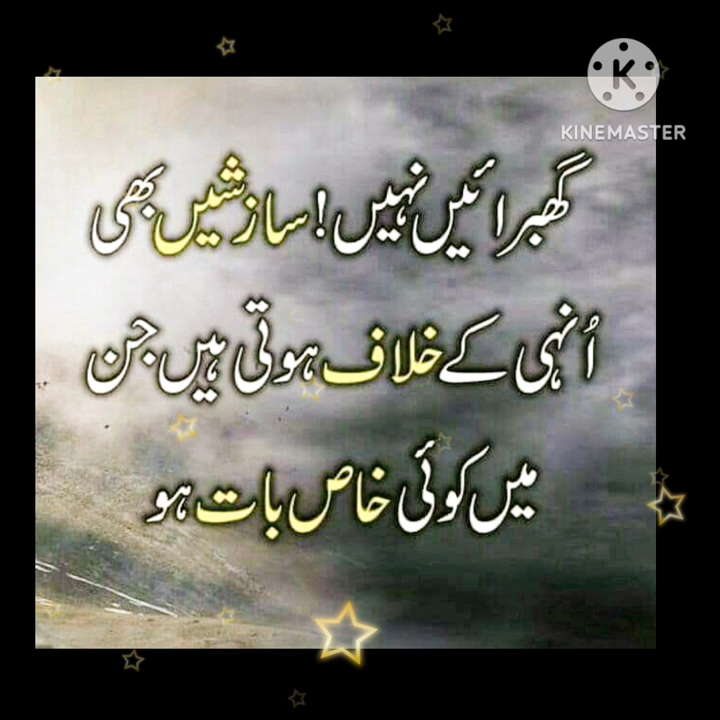 KINEMASTER
گھبرائیں نہیں! سازشیں بھی
اُنہی کے خلاف ہوتی ہیں جن
میں کوئی خاص بات ہو